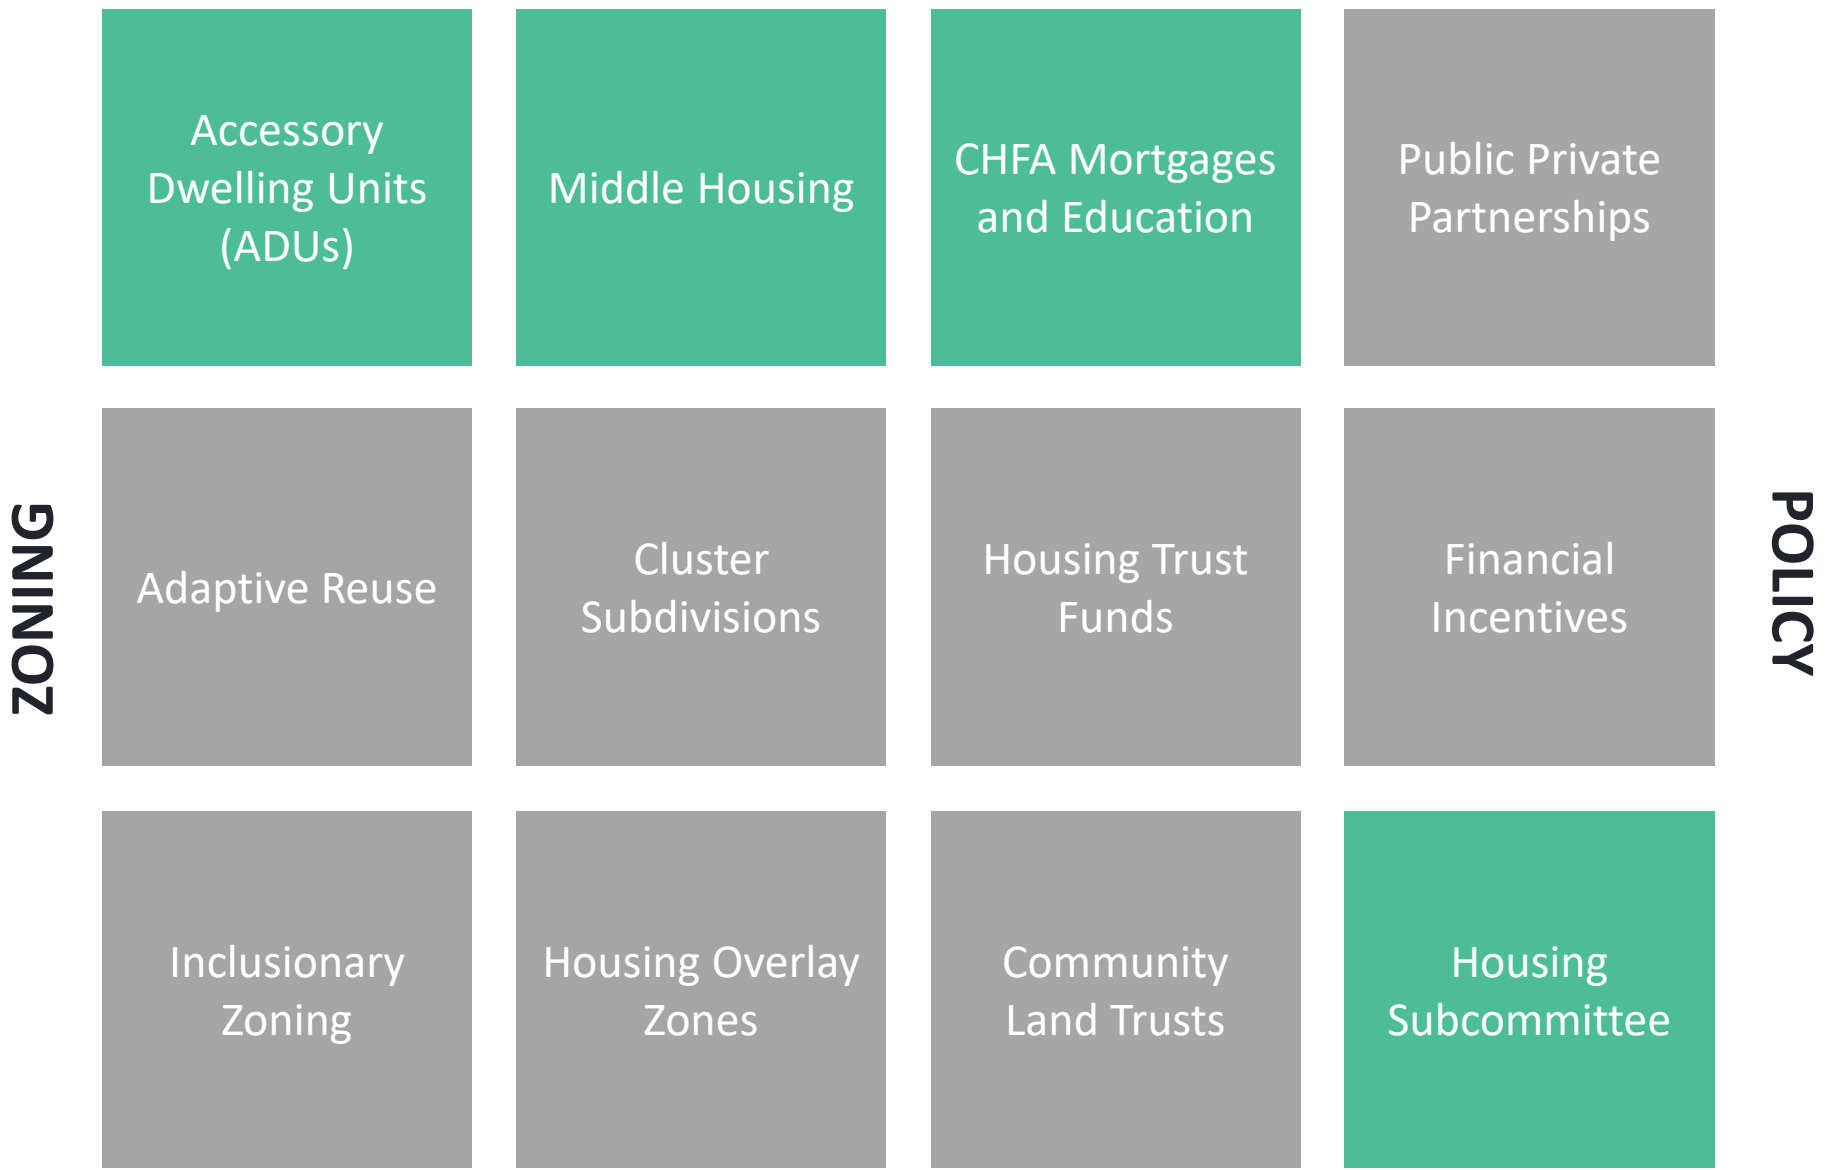 ZONING
Accessory
Dwelling Units
(ADUs)
Middle Housing
CHFA Mortgages
and Education
Public Private
Partnerships
Adaptive Reuse
Cluster
Subdivisions
Housing Trust
Funds
Financial
Incentives
Inclusionary
Zoning
Housing Overlay
Zones
Community
Land Trusts
Housing
Subcommittee
POLICY